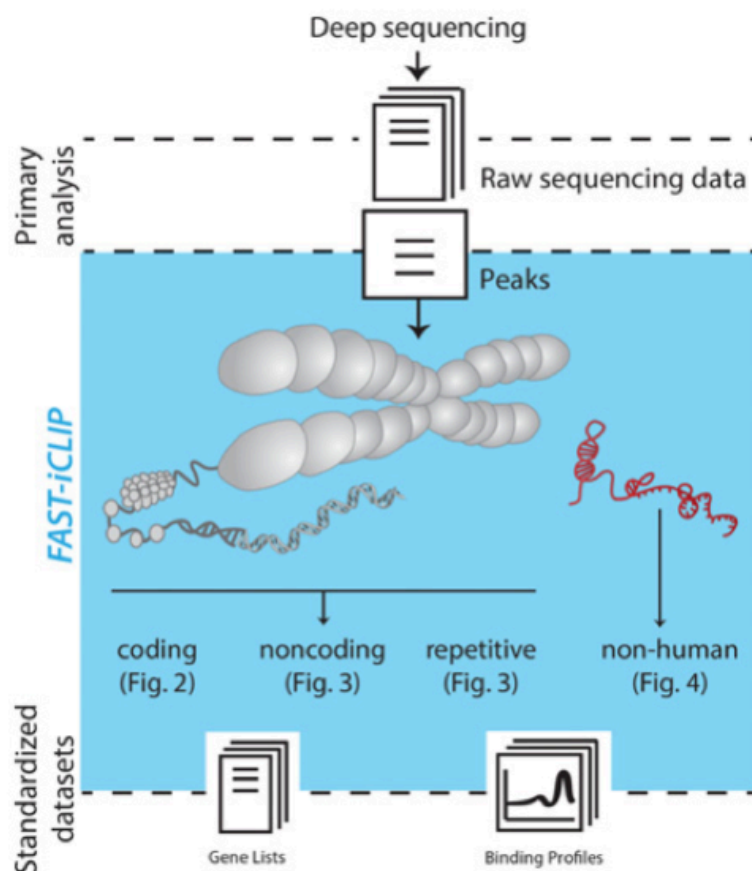 Deep sequencing
Primary
analysis
Raw sequencing data
Peaks
FAST-iCLIP
coding
(Fig. 2)
noncoding
(Fig. 3)
repetitive
(Fig. 3)
non-human
(Fig. 4)
Standardized
datasets
Gene Lists
Binding Profiles